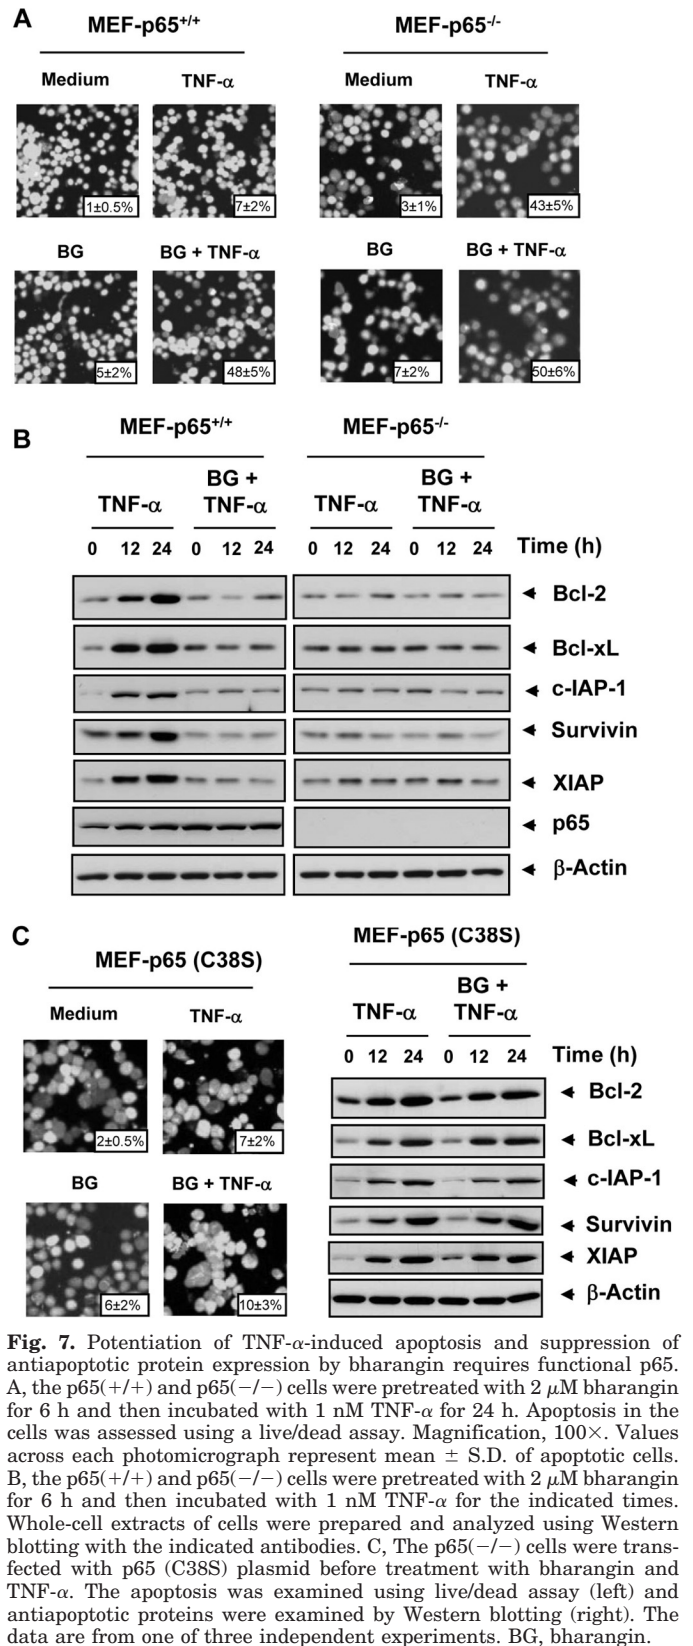 A
MEF-p65+/+
MEF-p65-/-
Medium
TNF-α
Medium
TNF-α
1±0.5%
7±2%
3±1%
43±5%
BG
BG + TNF-α
BG
BG + TNF-α
5±2%
48±5%
7±2%
50±6%
B
MEF-p65+/+
MEF-p65-/-
TNF-α
BG +
TNF-α
TNF-α
BG +
TNF-α
0 12 24 0 12 24 0 12 24 0 12 24 Time (h)
Bcl-2
Bcl-xL
c-IAP-1
Survivin
XIAP
p65
β-Actin
C
MEF-p65 (C38S)
Medium
TNF-α
2±0.5%
7±2%
BG
BG + TNF-α
6±2%
10±3%
MEF-p65 (C38S)
TNF-α
BG +
TNF-α
0 12 24 0 12 24 Time (h)
Bcl-2
Bcl-xL
c-IAP-1
Survivin
XIAP
β-Actin
Fig. 7. Potentiation of TNF-α-induced apoptosis and suppression of
antiapoptotic protein expression by bharangin requires functional p65.
A, the p65(+/+) and p65(−/−) cells were pretreated with 2 μM bharangin
for 6 h and then incubated with 1 nM TNF-α for 24 h. Apoptosis in the
cells was assessed using a live/dead assay. Magnification, 100×. Values
across each photomicrograph represent mean ± S.D. of apoptotic cells.
B, the p65(+/+) and p65(−/−) cells were pretreated with 2 μM bharangin
for 6 h and then incubated with 1 nM TNF-α for the indicated times.
Whole-cell extracts of cells were prepared and analyzed using Western
blotting with the indicated antibodies. C, The p65(−/−) cells were trans-
fected with p65 (C38S) plasmid before treatment with bharangin and
TNF-α. The apoptosis was examined using live/dead assay (left) and
antiapoptotic proteins were examined by Western blotting (right). The
data are from one of three independent experiments. BG, bharangin.